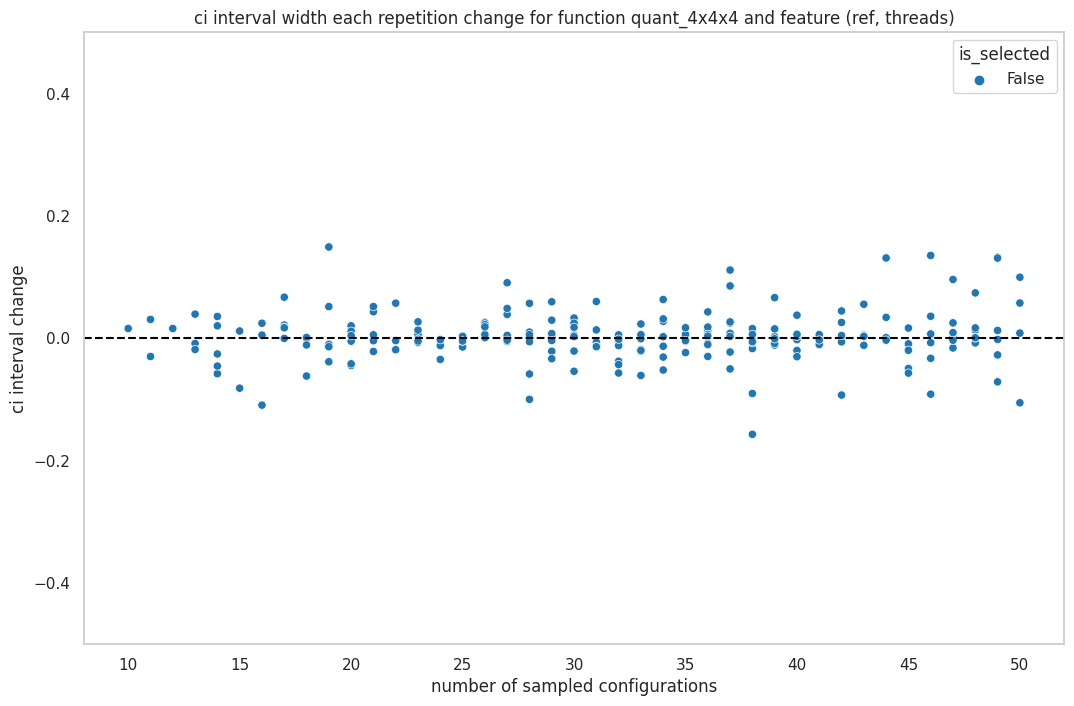 ci interval width each repetition change for function quant_4x4x4 and feature (ref, threads)
is_selected
False
ci interval change
0.4
0.2
0.0
−0.2
−0.4
10 15 20 25 30 35 40 45 50
number of sampled configurations